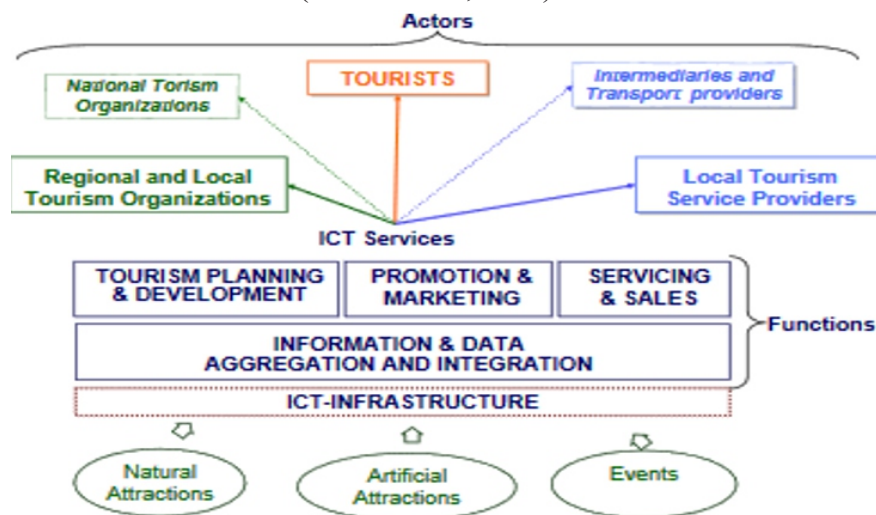 Actors
National Torism
Organizations
TOURISTS
Intermediaries and
Transport providers
Regional and Local
Tourism Organizations
Local Tourism
Service Providers
ICT Services
TOURISM PLANNING
& DEVELOPMENT
PROMOTION &
MARKETING
SERVICING
& SALES
Functions
INFORMATION & DATA
AGGREGATION AND INTEGRATION
ICT-INFRASTRUCTURE
Natural
Attractions
Artificial
Attractions
Events